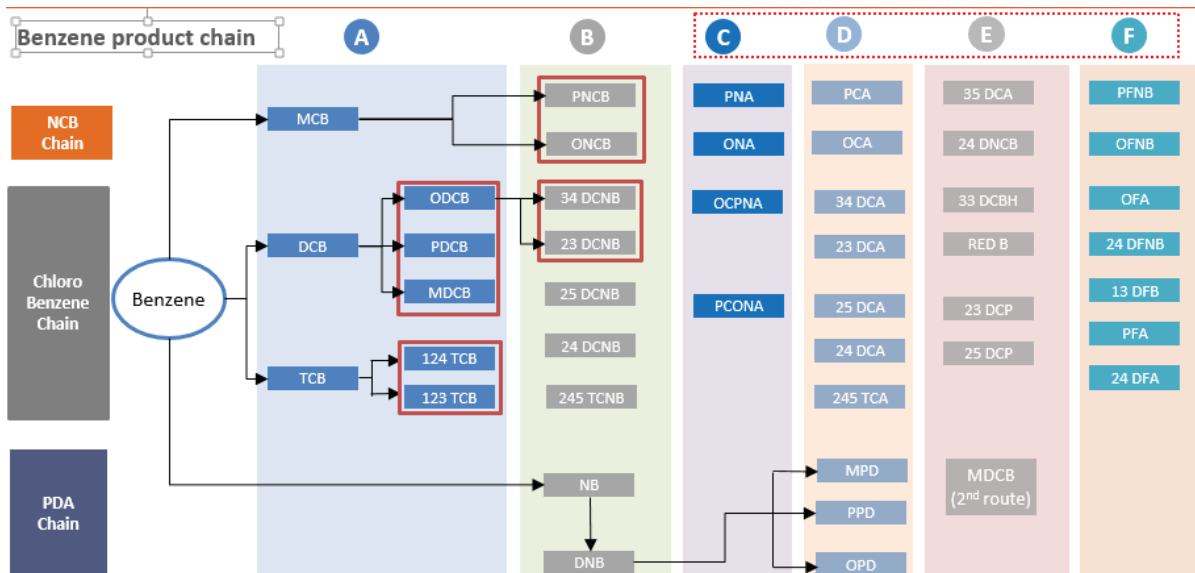 Benzene product chain
A
B
C
D
E
F
NCB
Chain
MCB
PNCB
ONCB
PNA
ONA
PCA
OCA
35 DCA
24 DNCB
PFNB
OFNB
Chloro
Benzene
Chain
Benzene
DCB
ODCB
PDCB
MDCB
TCB
124 TCB
123 TCB
34 DCNB
23 DCNB
25 DCNB
24 DCNB
245 TCNB
OCPNA
PCONA
34 DCA
23 DCA
25 DCA
24 DCA
245 TCA
33 DCBH
RED B
23 DCP
25 DCP
OFA
24 DFNB
13 DFB
PFA
24 DFA
PDA
Chain
NB
DNB
MPD
PPD
OPD
MDCB
(2nd route)